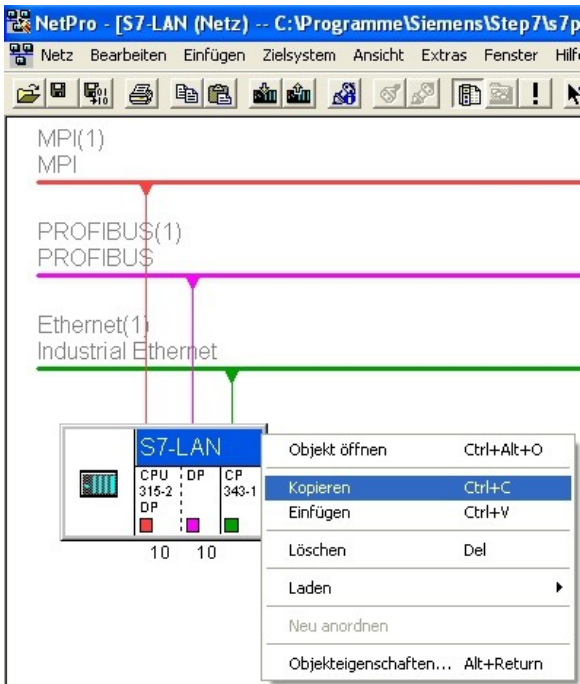 NetPro - [S7-LAN (Netz) -- C:\Programme\Siemens\Step7\s7p
Netz Bearbeiten Einfügen Zielsystem Ansicht Extras Fenster Hilfe
MPI(1)
MPI
PROFIBUS(1)
PROFIBUS
Ethernet(1)
Industrial Ethernet
S7-LAN
CPU 315-2 DP
DP
CP 343-1
10 10
Objekt öffnen Ctrl+Alt+O
Kopieren Ctrl+C
Einfügen Ctrl+V
Löschen Del
Laden
Neu anordnen
Objekteigenschaften... Alt+Return